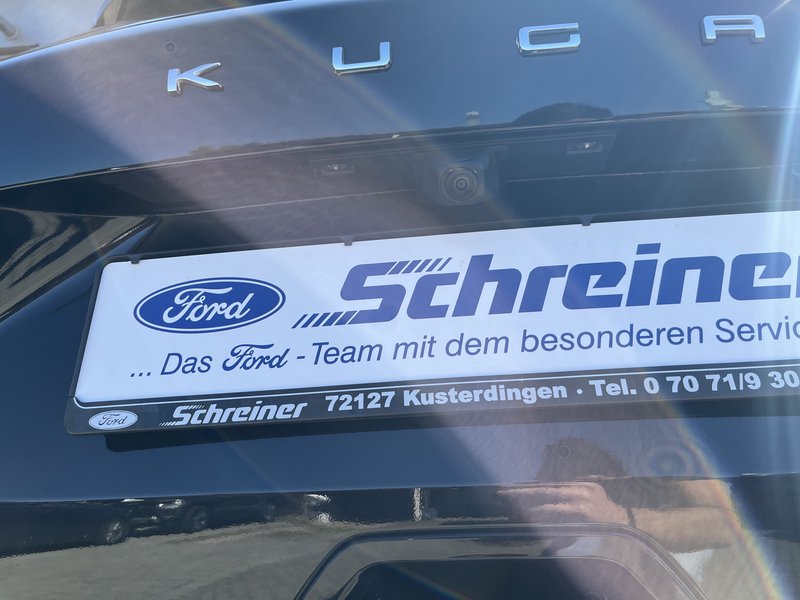 KUGA
Ford Schreiner
... Das Ford - Team mit dem besonderen
Ford Schreiner 72127 Kusterdingen · Tel. 0 70 71/9 30